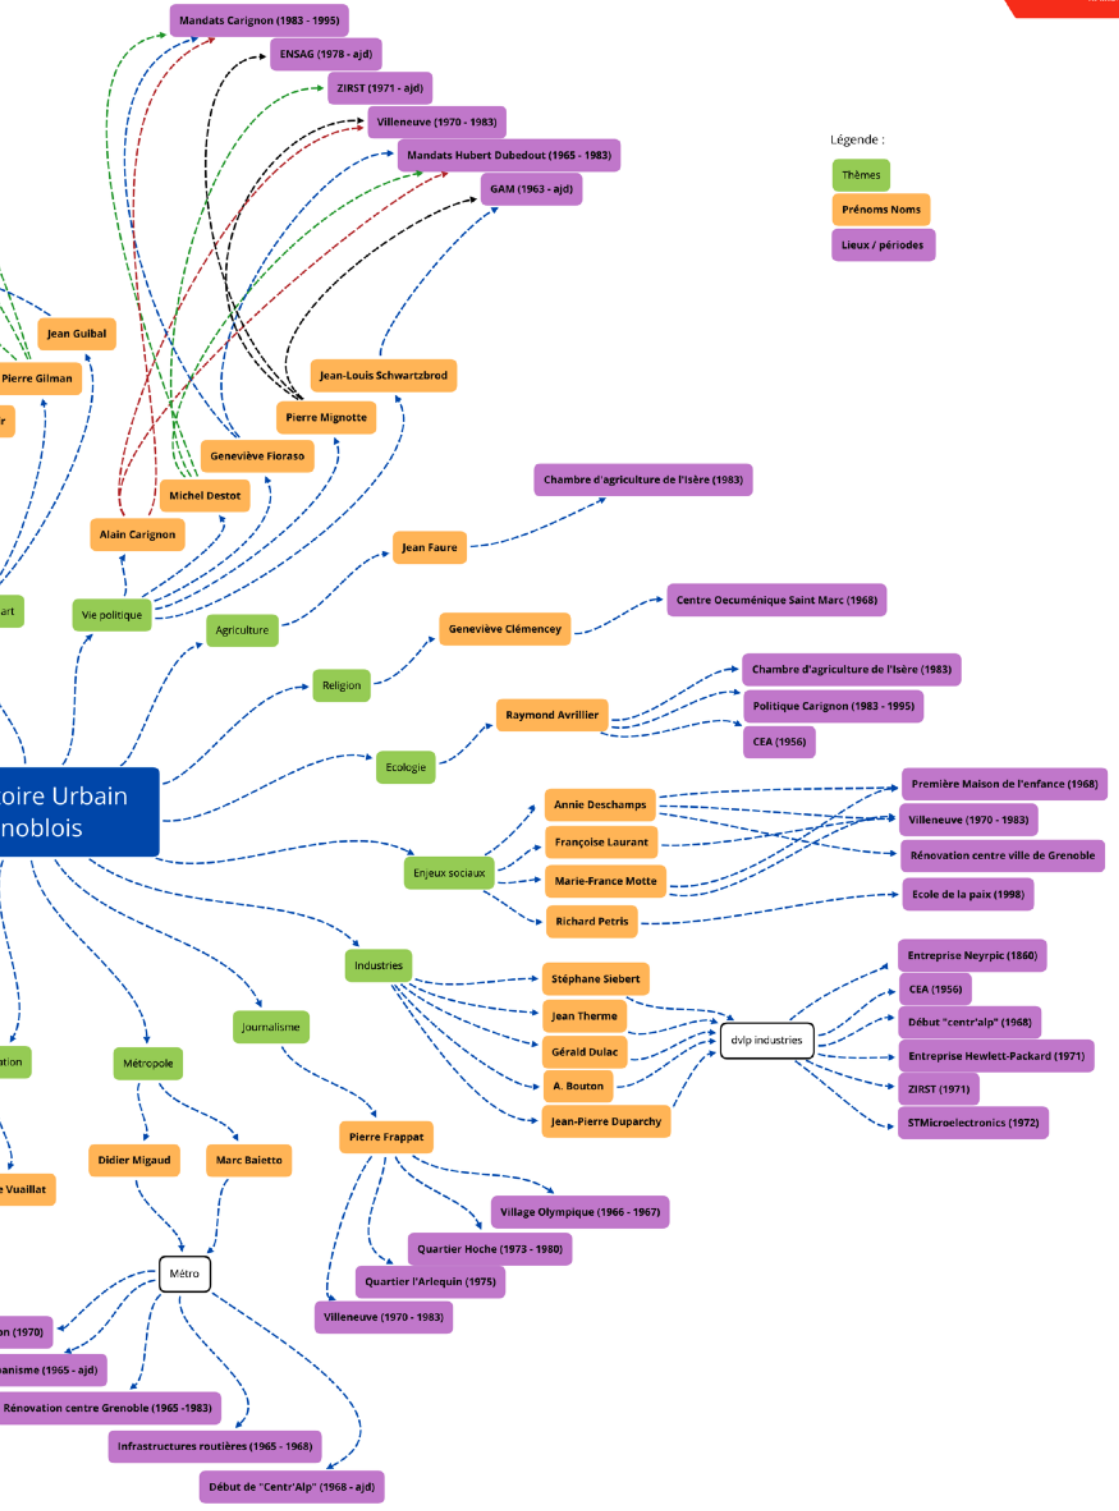 Mandats Carignon (1983 - 1995)
ENSAG (1978 - ajd)
ZIRST (1971 - ajd)
Villeneuve (1970 - 1983)
Mandats Hubert Dubedout (1965 - 1983)
GAM (1963 - ajd)
Légende :
Thèmes
Prénoms Noms
Lieux / périodes
Jean Guibal
Pierre Gilman
r
Jean-Louis Schwartzbrod
Pierre Mignotte
Geneviève Fioraso
Michel Destot
Alain Carignon
Chambre d'agriculture de l'Isère (1983)
Jean Faure
art
Vie politique
Agriculture
Geneviève Clémencey
Centre Oecuménique Saint Marc (1968)
Religion
Raymond Avrillier
Chambre d'agriculture de l'Isère (1983)
Politique Carignon (1983 - 1995)
CEA (1956)
Ecologie
toire Urbain
noblois
Annie Deschamps
Françoise Laurant
Marie-France Motte
Richard Petris
Enjeux sociaux
Première Maison de l'enfance (1968)
Villeneuve (1970 - 1983)
Rénovation centre ville de Grenoble
Ecole de la paix (1998)
Industries
Stéphane Siebert
Jean Therme
Gérald Dulac
A. Bouton
Jean-Pierre Duparchy
dvlp industries
Entreprise Neyrpic (1860)
CEA (1956)
Début "centr'alp" (1968)
Entreprise Hewlett-Packard (1971)
ZIRST (1971)
STMicroelectronics (1972)
Journalisme
ation
Métropole
Pierre Frappat
Didier Migaud
Marc Baietto
e Vuaillat
Village Olympique (1966 - 1967)
Quartier Hoche (1973 - 1980)
Quartier l'Arlequin (1975)
Villeneuve (1970 - 1983)
Métro
on (1970)
banisme (1965 - ajd)
Rénovation centre Grenoble (1965 -1983)
Infrastructures routières (1965 - 1968)
Début de "Centr'Alp" (1968 - ajd)